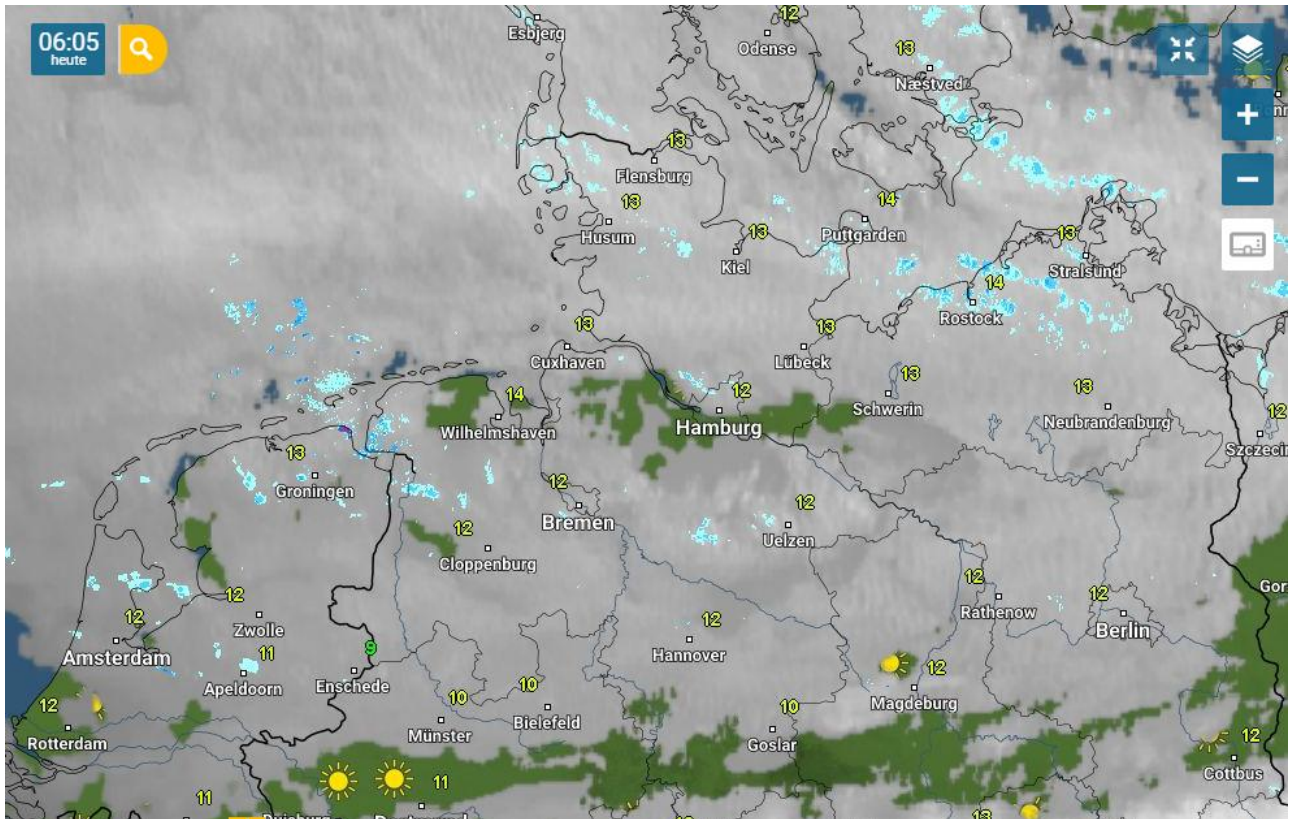 06:05
heute
Esbjerg
12
Odense
13
Næstved
+
−
13
Flensburg
13
Husum
13
Kiel
14
Puttgarden
13
Stralsund
14
Rostock
13
Cuxhaven
13
Lübeck
14
Wilhelmshaven
12
Hamburg
13
Schwerin
13
Neubrandenburg
12
13
Groningen
12
Bremen
12
Cloppenburg
12
Uelzen
12
Amsterdam
12
Zwolle
11
Apeldoorn
9
Enschede
12
Hannover
12
Rathenow
12
Berlin
12
Rotterdam
10
Münster
10
Bielefeld
10
Goslar
12
Magdeburg
12
Cottbus
11
11
13